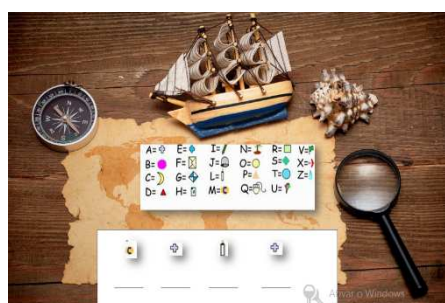 A= E= I= N= R= V=
B= F= J= O= S= X=
C= G= L= P= T= Z=
D= H= M= Q= U=
Ativar o Windows